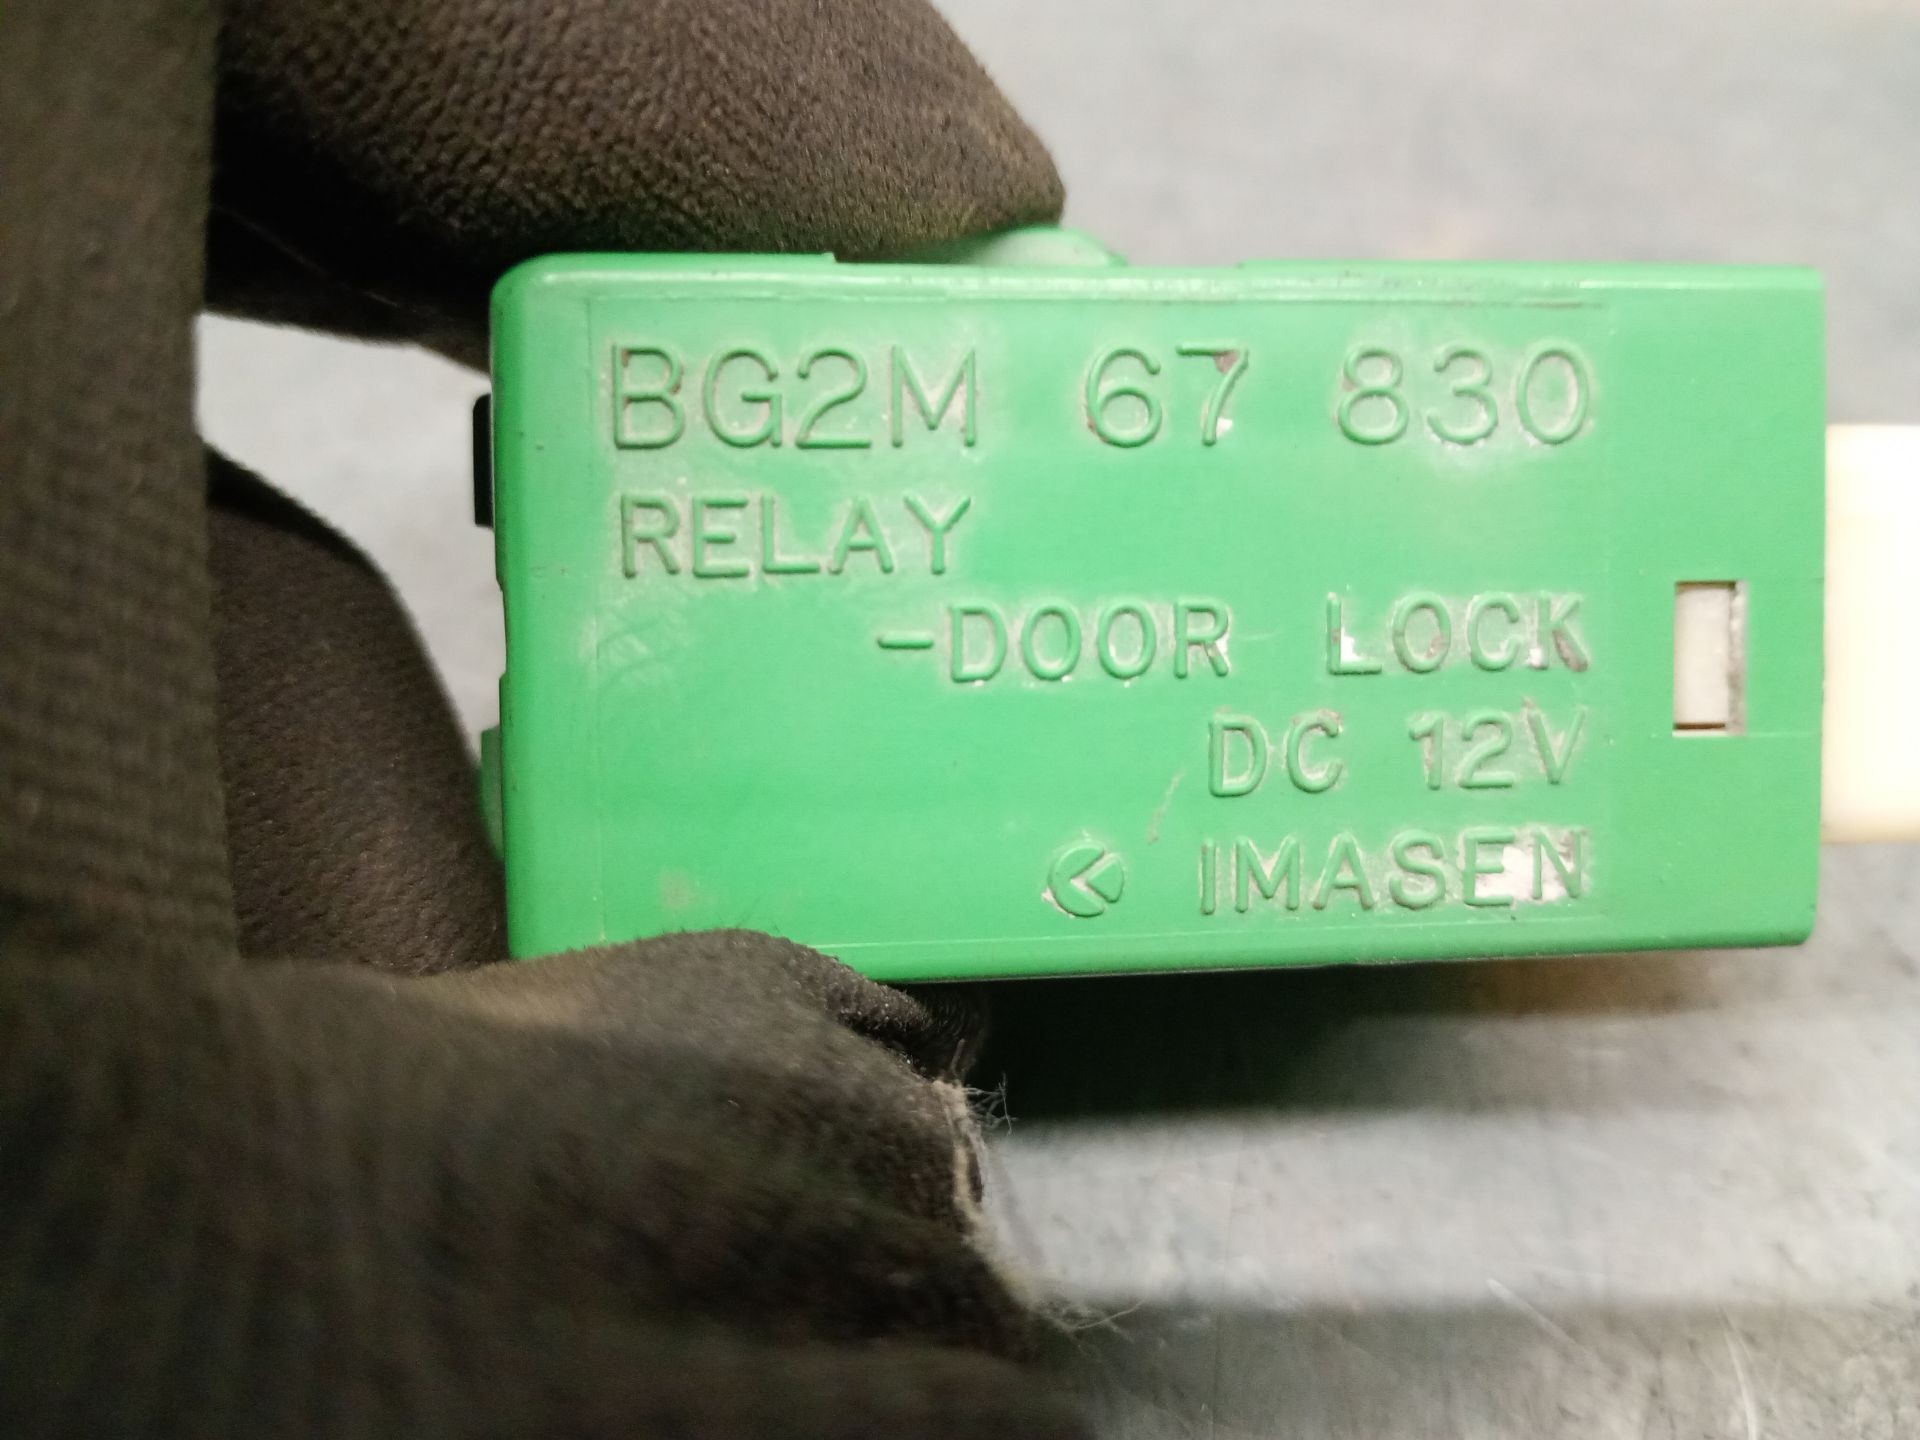 BG2M 67 830
RELAY
-DOOR LOCK
DC 12V
IMASEN